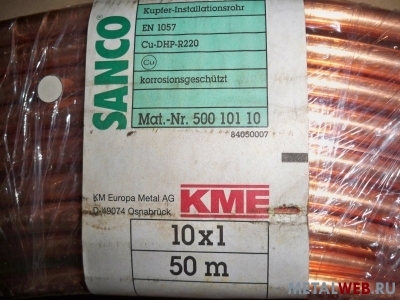 SANCO
Kupfer-Installationsrohr
EN 1057
Cu-DHP-R220
Cu
korrosionsgeschützt
Mat.-Nr. 500 101 10
84050007
KM Europa Metal AG
D-49074 Osnabrück
KME
10x1
50 m
METALWEB.RU